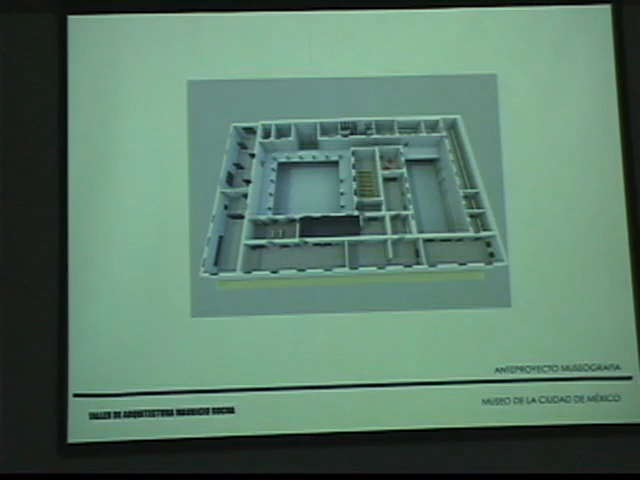 ANTEPROYECTO MUSEOGRAFIA
TALLER DE ARQUITECTURA MAURICIO ROCHA
MUSEO DE LA CIUDAD DE MÉXICO